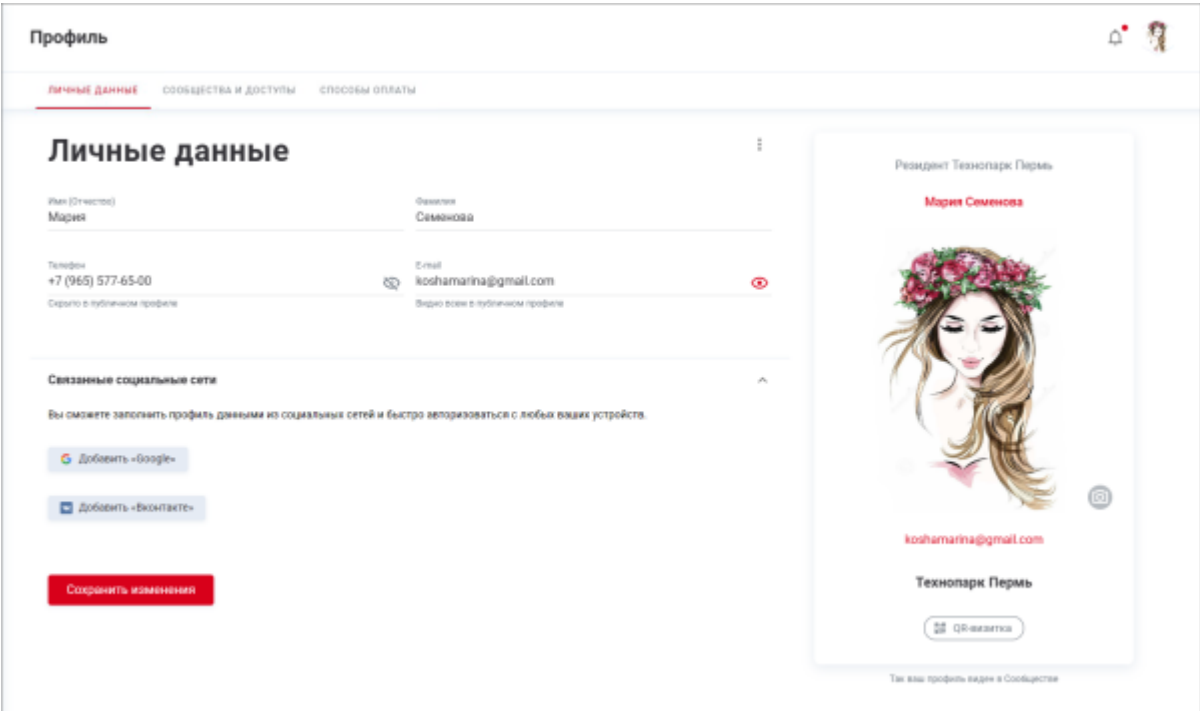 Профиль
ЛИЧНЫЕ ДАННЫЕ СООБЩЕСТВА И ДОСТУПЫ СПОСОБЫ ОПЛАТЫ
Личные данные
Имя (Отчество) Фамилия
Мария Семенова
Телефон E-mail
+7 (965) 577-65-00 koshamarina@gmail.com
Скрыто в публичном профиле Видно всем в публичном профиле
Связанные социальные сети
Вы сможете заполнить профиль данными из социальных сетей и быстро авторизоваться с любых ваших устройств.
Добавить «Google»
Добавить «Вконтакте»
Сохранить изменения
Резидент Технопарк Пермь
Мария Семенова
koshamarina@gmail.com
Технопарк Пермь
QR-визитка
Так ваш профиль виден в Сообществе